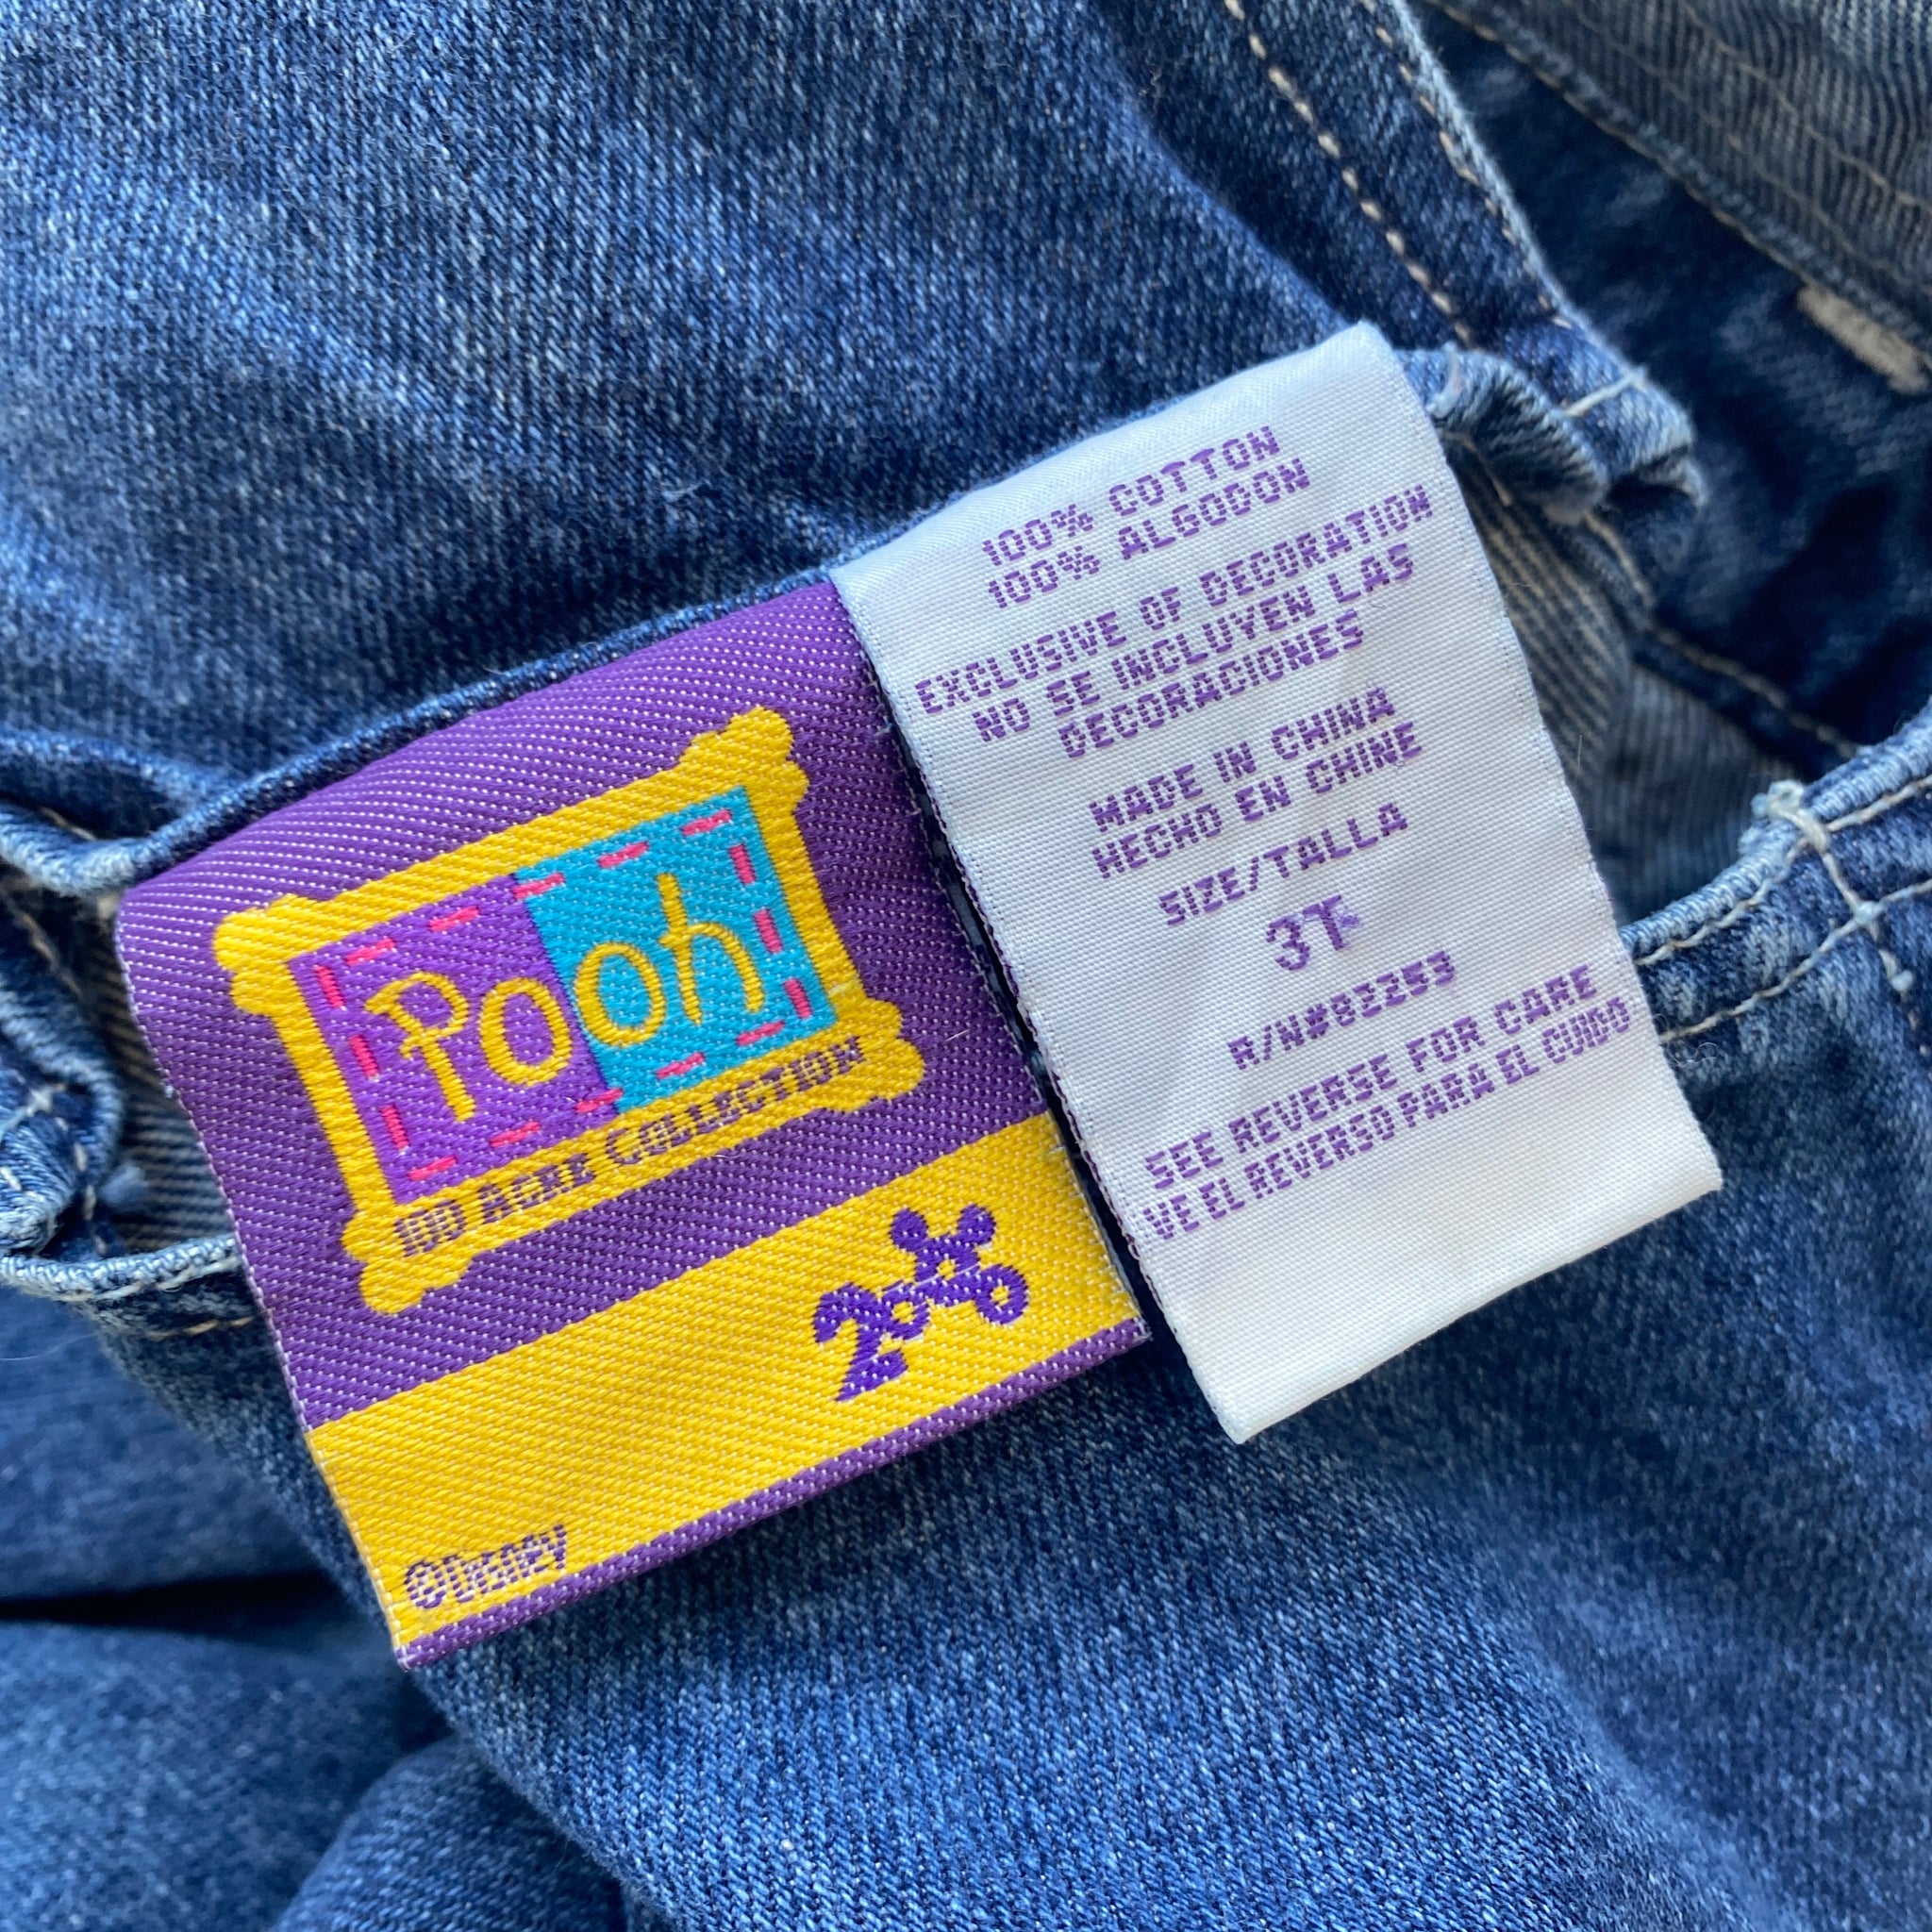 Pooh
100 ACRE COLLECTION
2000
©DISNEY
100% COTTON
100% ALGODON
EXCLUSIVE OF DECORATION
NO SE INCLUYEN LAS
DECORACIONES
MADE IN CHINA
HECHO EN CHINE
SIZE/TALLA
3T
R/N#82253
SEE REVERSE FOR CARE
VE EL REVERSO PARA EL CUIDO